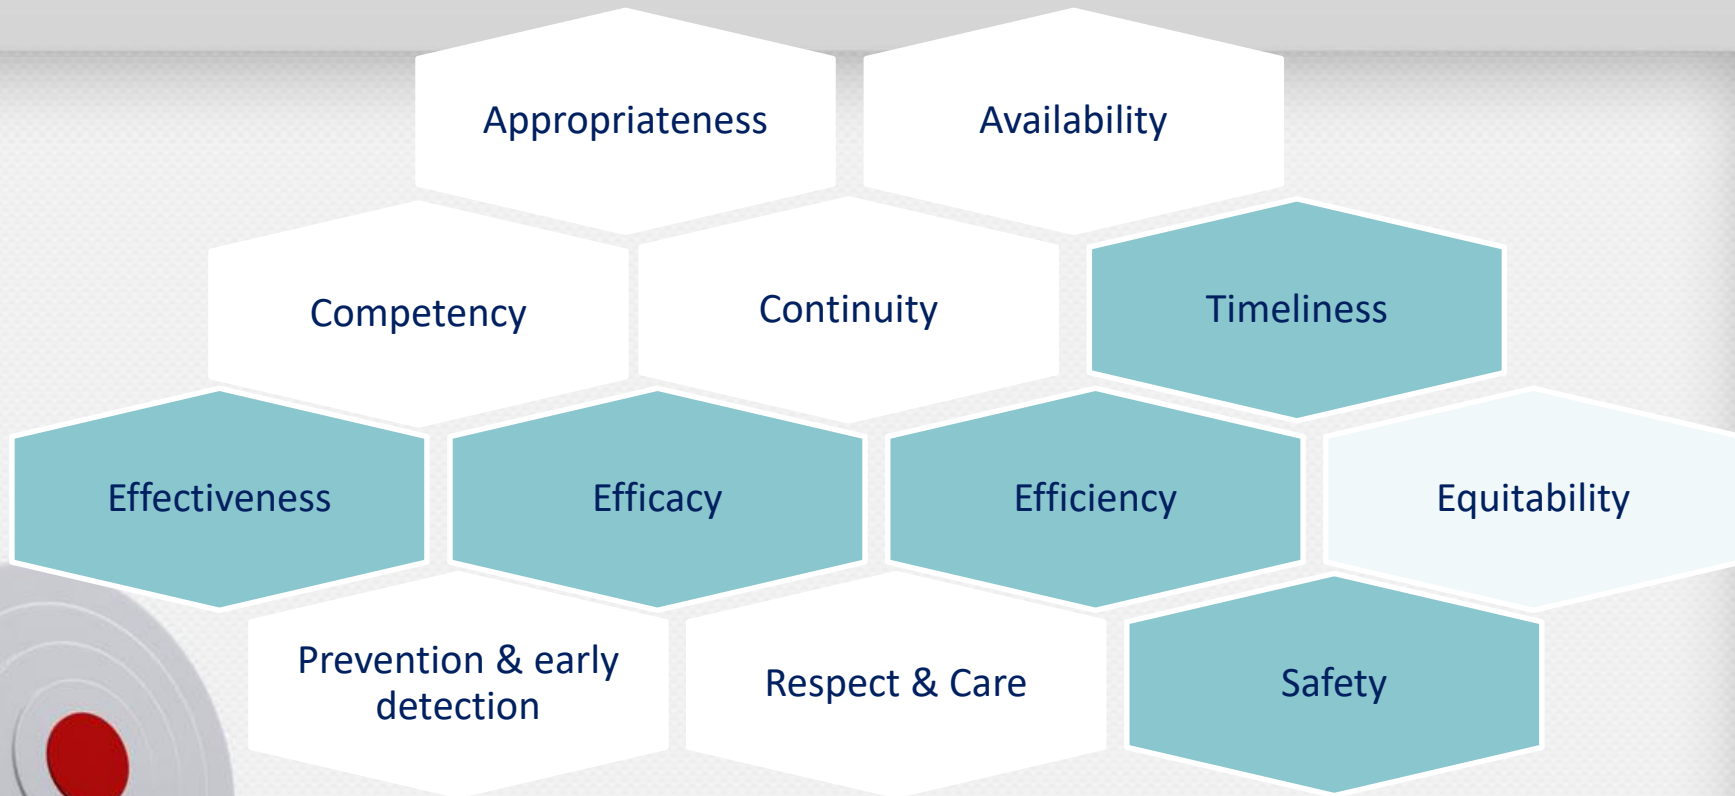 Appropriateness
Availability
Competency
Continuity
Timeliness
Effectiveness
Efficacy
Efficiency
Equitability
Prevention & early
detection
Respect & Care
Safety